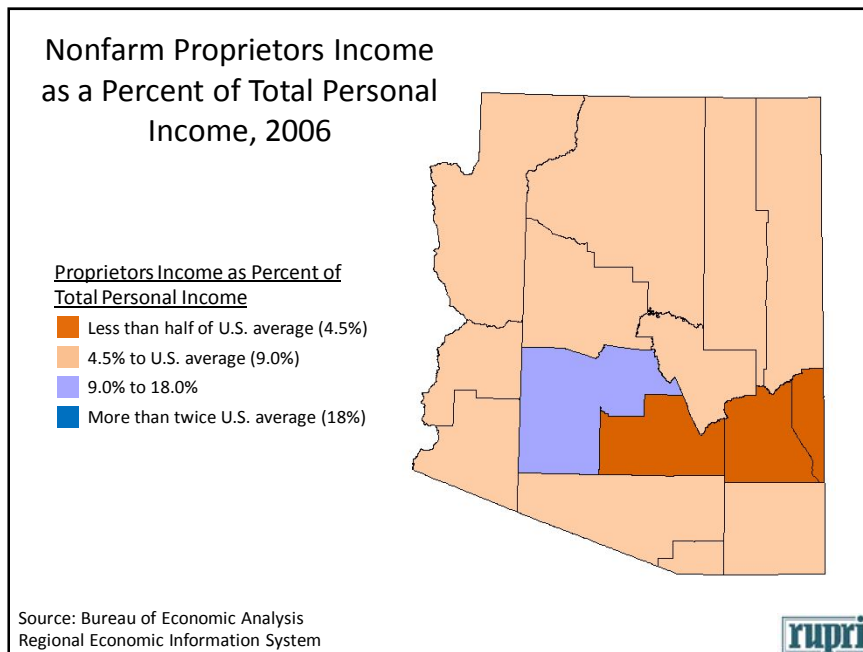 Nonfarm Proprietors Income
as a Percent of Total Personal
Income, 2006
Proprietors Income as Percent of
Total Personal Income
Less than half of U.S. average (4.5%)
4.5% to U.S. average (9.0%)
9.0% to 18.0%
More than twice U.S. average (18%)
Source: Bureau of Economic Analysis
Regional Economic Information System
rupri